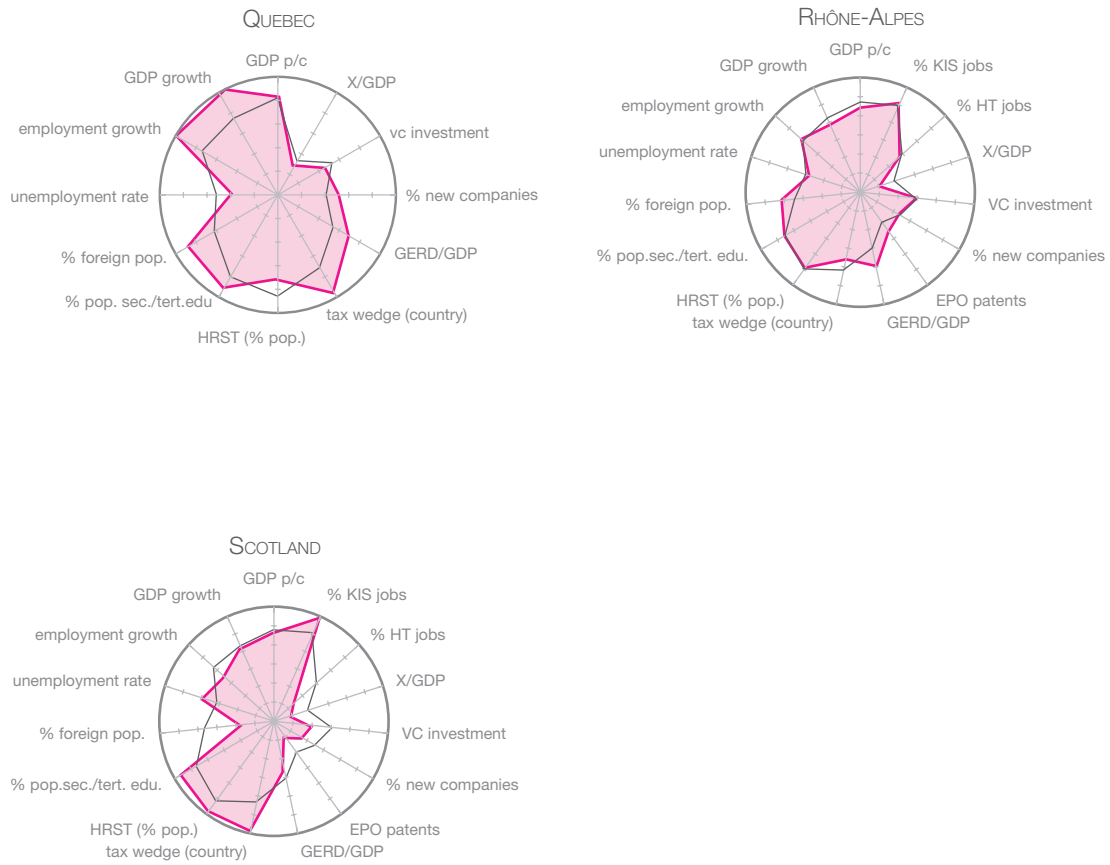 QUEBEC
GDP p/c
GDP growth
X/GDP
employment growth
vc investment
unemployment rate
% new companies
% foreign pop.
GERD/GDP
% pop. sec./tert.edu
tax wedge (country)
HRST (% pop.)
RHÔNE-ALPES
GDP p/c
GDP growth
% KIS jobs
employment growth
% HT jobs
unemployment rate
X/GDP
% foreign pop.
VC investment
% pop.sec./tert. edu.
% new companies
HRST (% pop.)
EPO patents
tax wedge (country)
GERD/GDP
SCOTLAND
GDP p/c
GDP growth
% KIS jobs
employment growth
% HT jobs
unemployment rate
X/GDP
% foreign pop.
VC investment
% pop.sec./tert. edu.
% new companies
HRST (% pop.)
EPO patents
tax wedge (country)
GERD/GDP